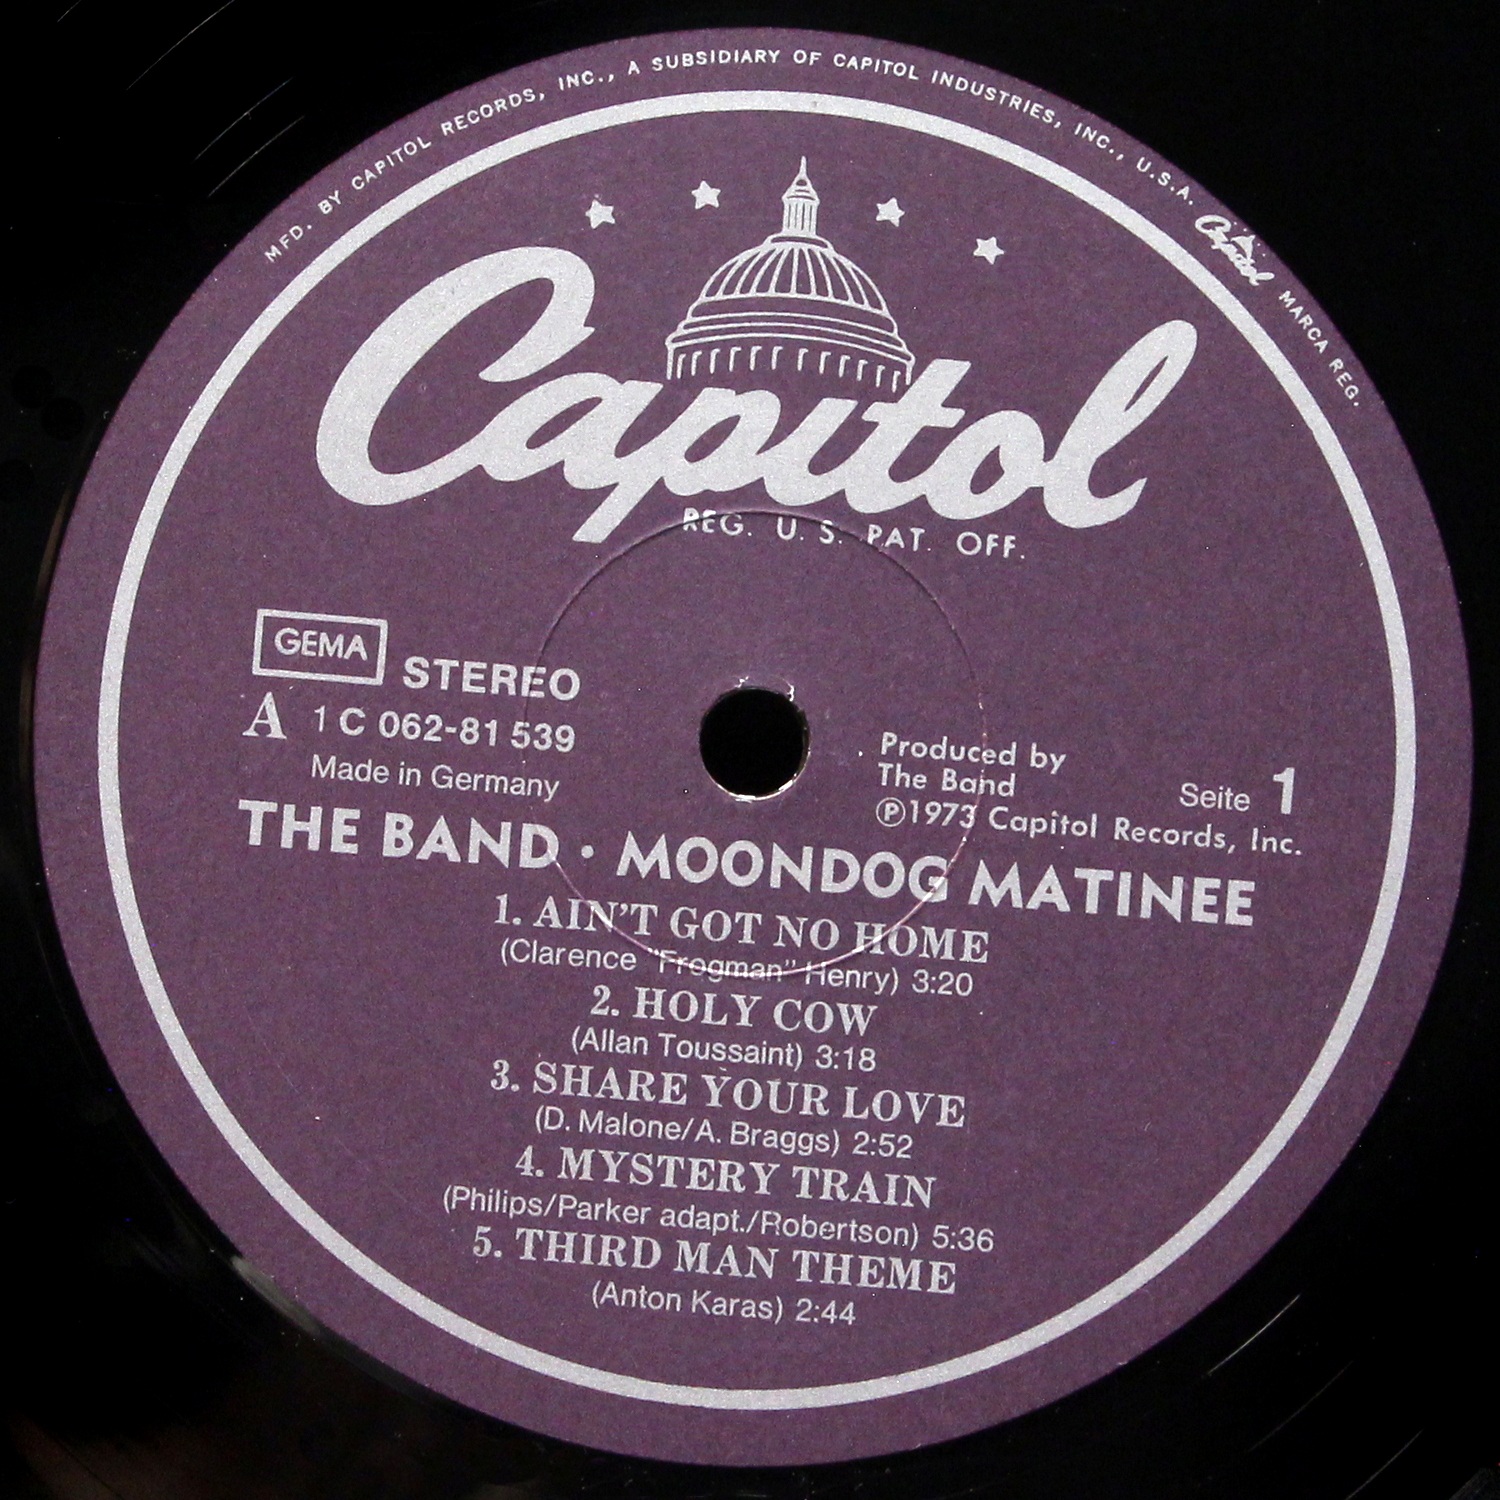 MFD. BY CAPITOL RECORDS, INC., A SUBSIDIARY OF CAPITOL INDUSTRIES, INC., U.S.A. Capitol MARCA REG.
Capitol
REG. U.S. PAT. OFF.
GEMA STEREO
A 1 C 062-81 539
Made in Germany
Produced by
The Band
Seite 1
℗1973 Capitol Records, Inc.
THE BAND · MOONDOG MATINEE
1. AIN'T GOT NO HOME
(Clarence "Frogman" Henry) 3:20
2. HOLY COW
(Allan Toussaint) 3:18
3. SHARE YOUR LOVE
(D. Malone/A. Braggs) 2:52
4. MYSTERY TRAIN
(Philips/Parker adapt./Robertson) 5:36
5. THIRD MAN THEME
(Anton Karas) 2:44